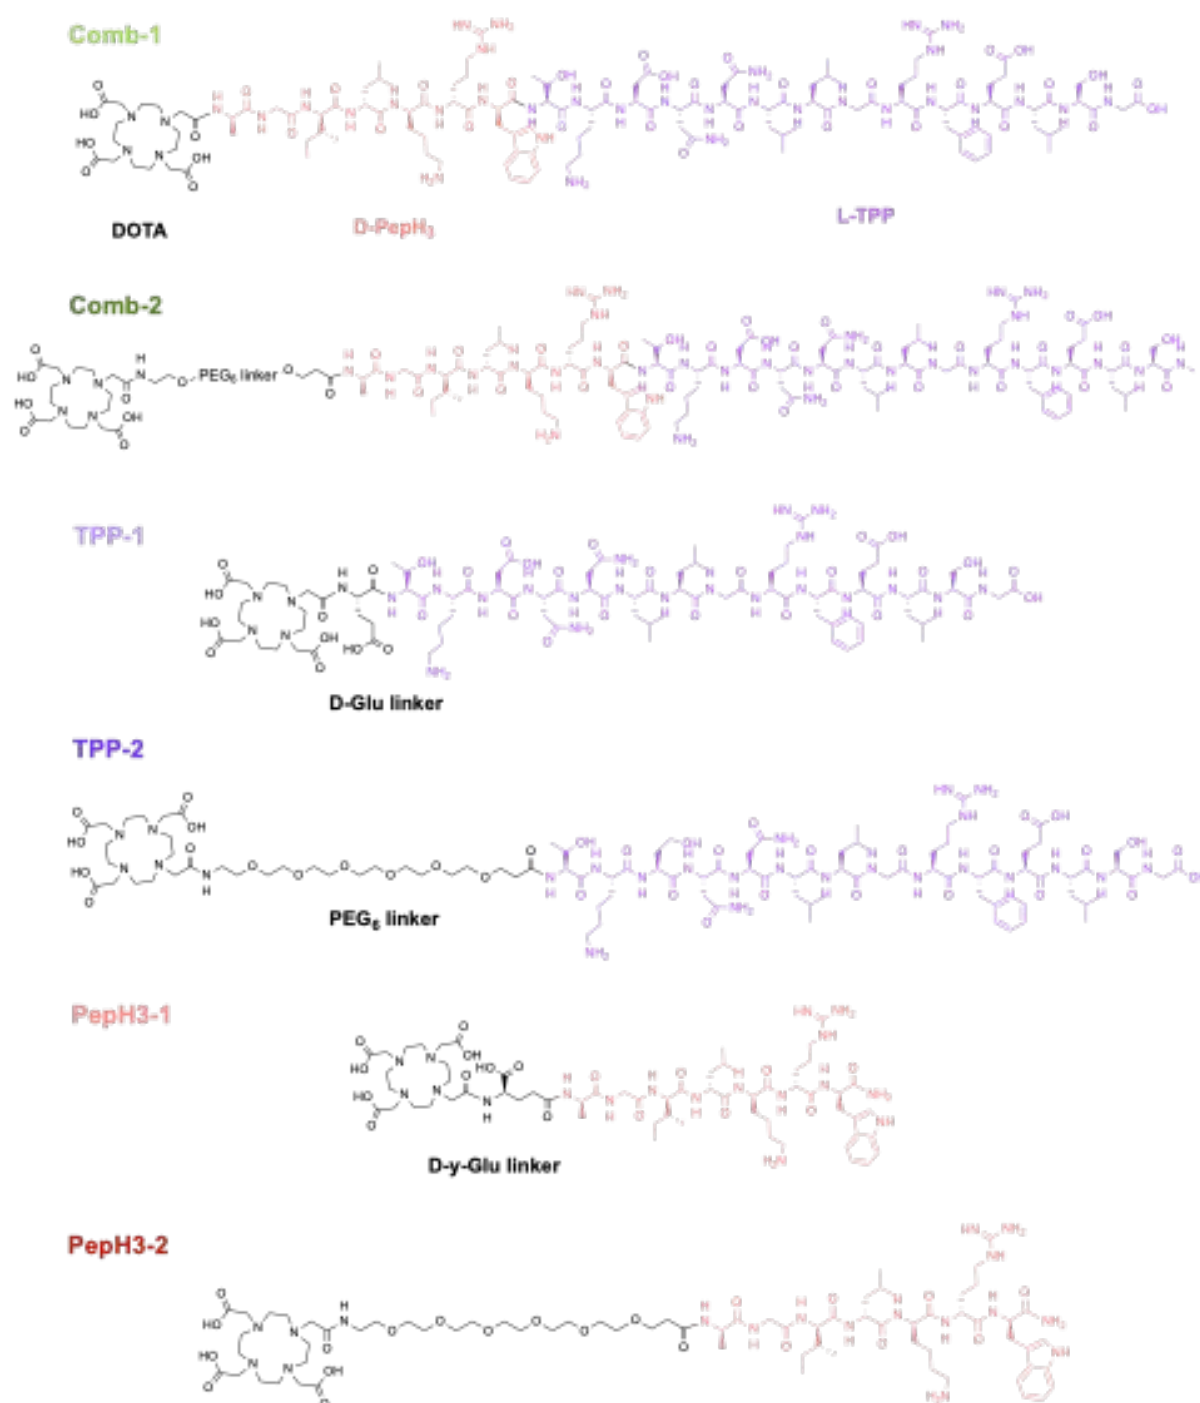 Comb-1
DOTA
D-PepH₃
L-TPP
Comb-2
PEG₆ linker
TPP-1
D-Glu linker
TPP-2
PEG₆ linker
PepH3-1
D-y-Glu linker
PepH3-2